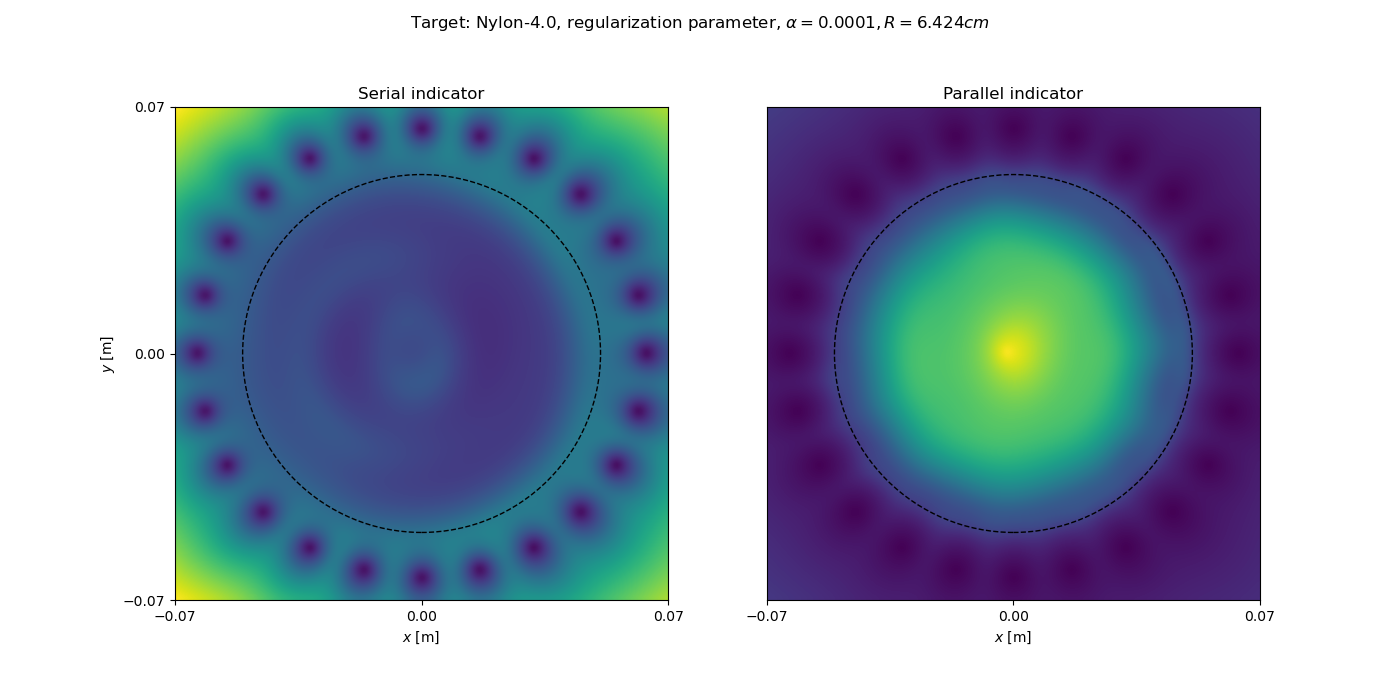 Target: Nylon-4.0, regularization parameter, α = 0.0001, R = 6.424cm
Serial indicator
Parallel indicator
0.07
0.00
−0.07
y [m]
−0.07
0.00
0.07
x [m]
−0.07
0.00
0.07
x [m]